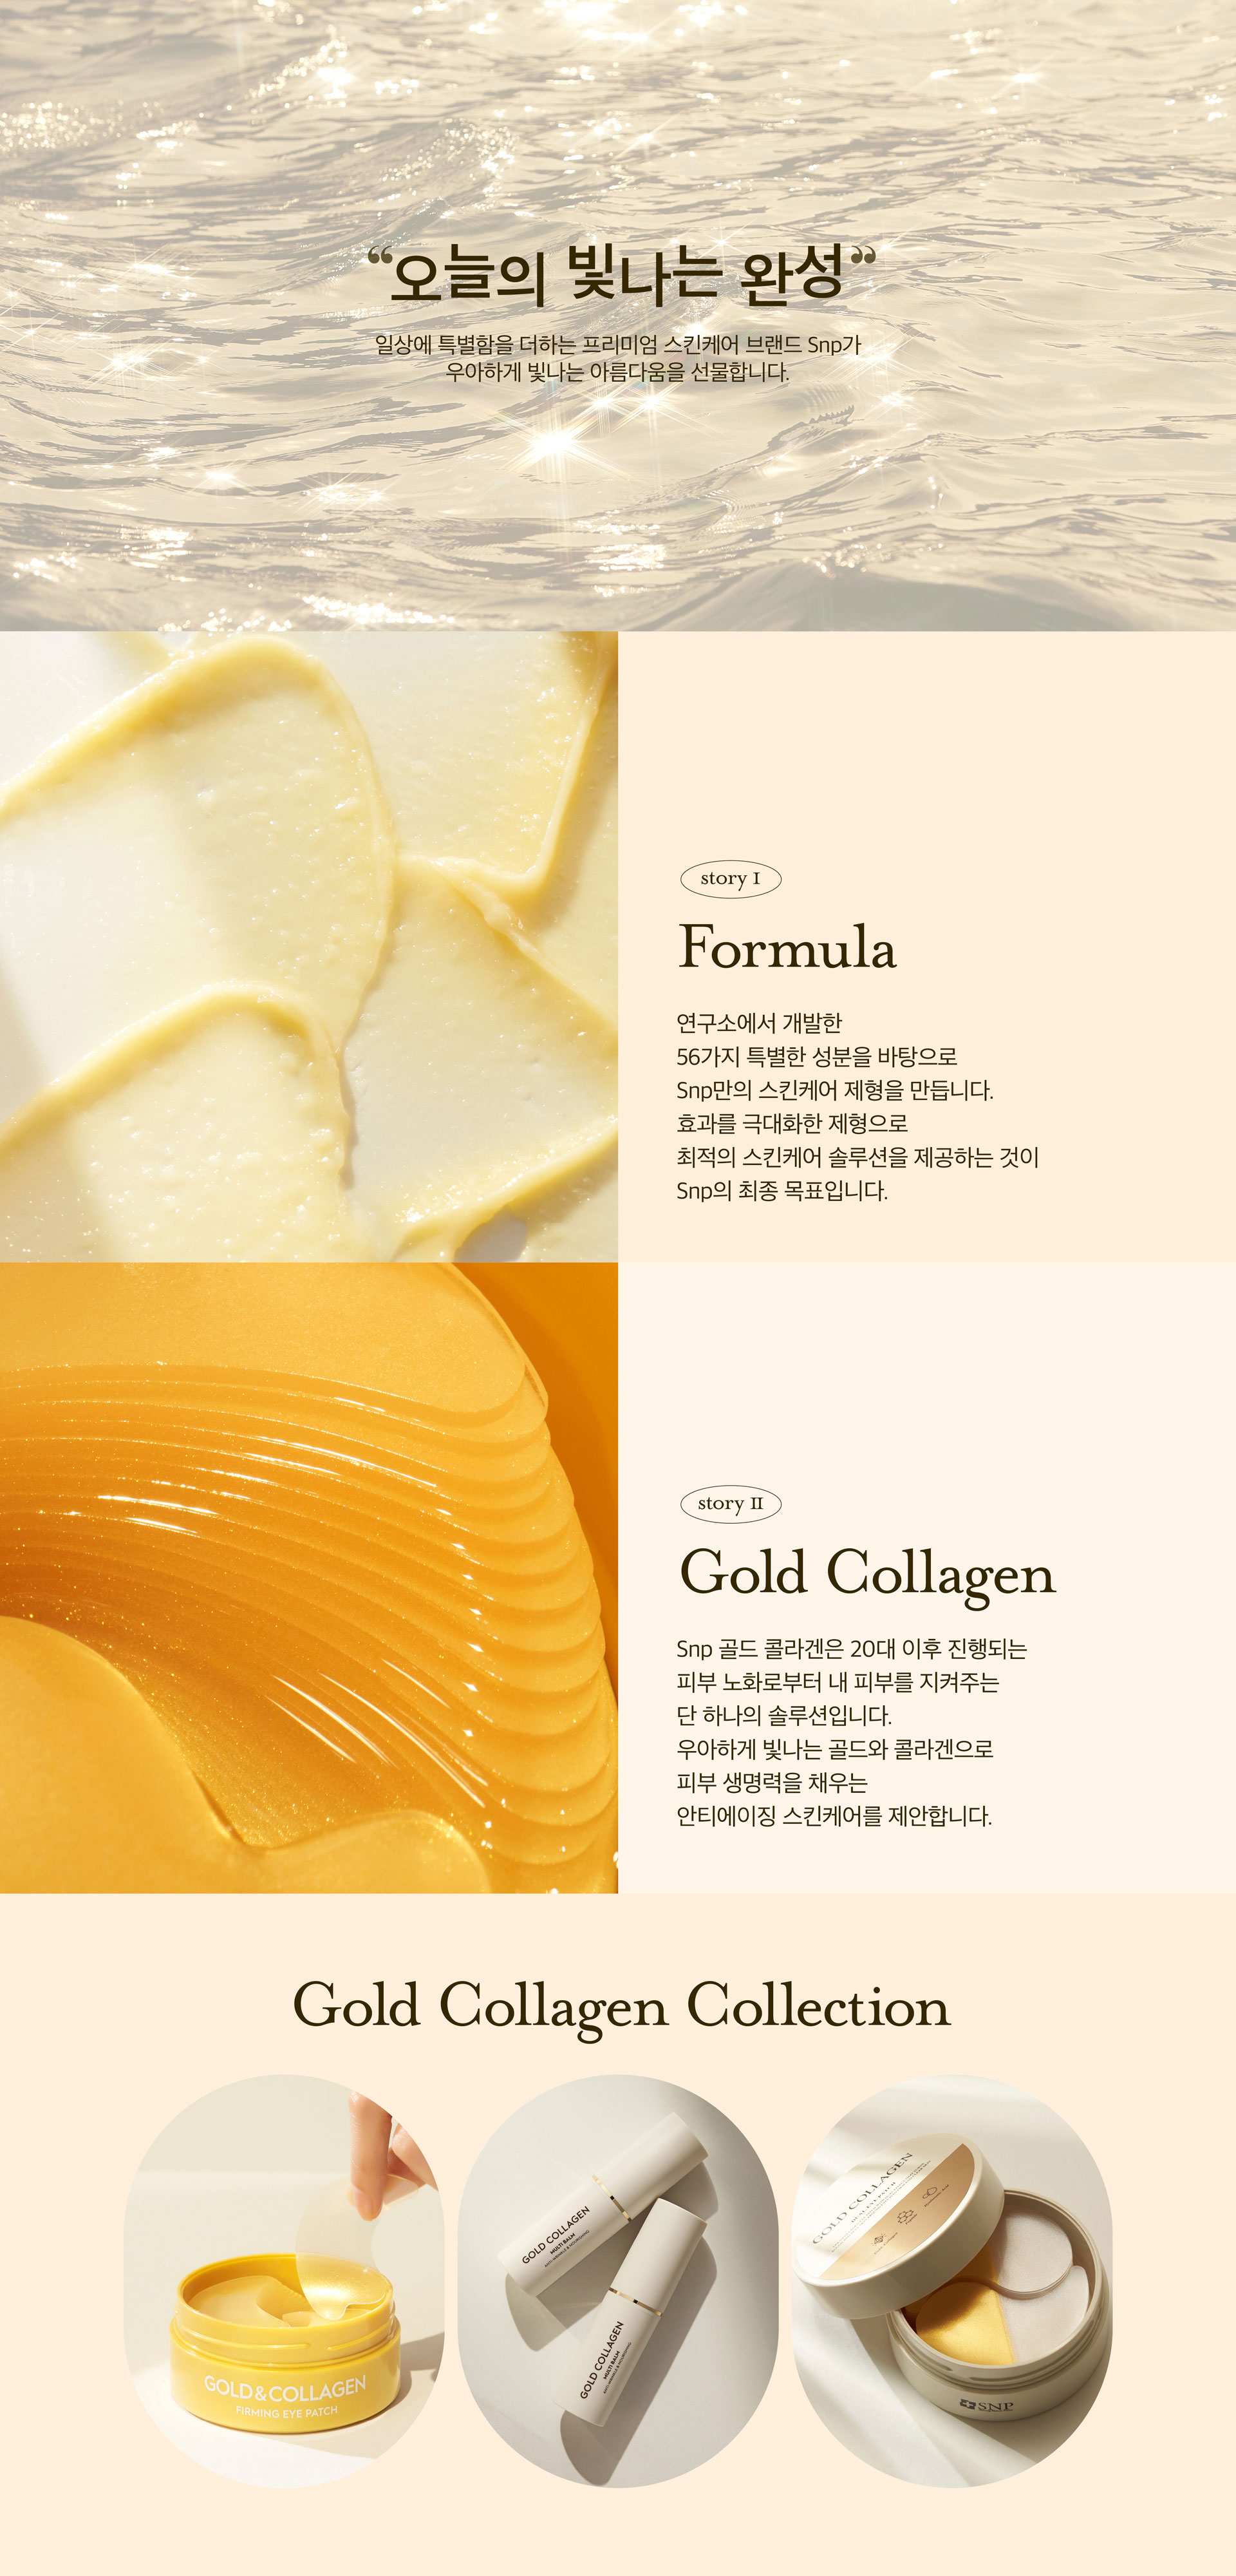 “오늘의 빛나는 완성”
일상에 특별함을 더하는 프리미엄 스킨케어 브랜드 Snp가
우아하게 빛나는 아름다움을 선물합니다.
story I
Formula
연구소에서 개발한
56가지 특별한 성분을 바탕으로
Snp만의 스킨케어 제형을 만듭니다.
효과를 극대화한 제형으로
최적의 스킨케어 솔루션을 제공하는 것이
Snp의 최종 목표입니다.
story II
Gold Collagen
Snp 골드 콜라겐은 20대 이후 진행되는
피부 노화로부터 내 피부를 지켜주는
단 하나의 솔루션입니다.
우아하게 빛나는 골드와 콜라겐으로
피부 생명력을 채우는
안티에이징 스킨케어를 제안합니다.
Gold Collagen Collection
GOLD&COLLAGEN
FIRMING EYE PATCH
GOLD COLLAGEN
MULTI BALM
ANTI-WRINKLE & NOURISHING
GOLD COLLAGEN
MULTI BALM
ANTI-WRINKLE & NOURISHING
GOLD COLLAGEN
SNP